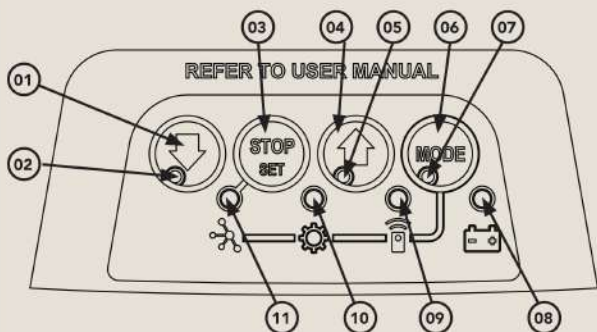 03 04 05 06 07
01
REFER TO USER MANUAL
02
STOP MODE
SET
11 10 09 08